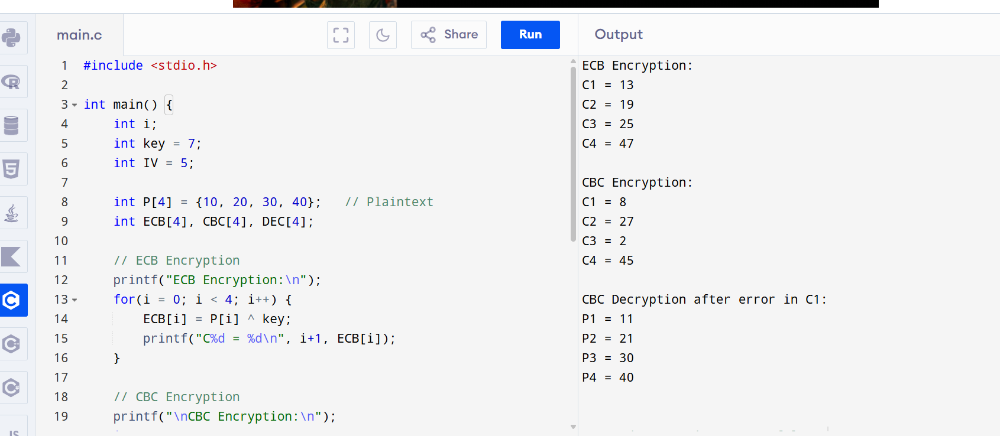 main.c
Share
Run
Output
1 #include <stdio.h>
2
3 int main() {
4 int i;
5 int key = 7;
6 int IV = 5;
7
8 int P[4] = {10, 20, 30, 40};   // Plaintext
9 int ECB[4], CBC[4], DEC[4];
10
11 // ECB Encryption
12 printf("ECB Encryption:\n");
13 for(i = 0; i < 4; i++) {
14 ECB[i] = P[i] ^ key;
15 printf("C%d = %d\n", i+1, ECB[i]);
16 }
17
18 // CBC Encryption
19 printf("\nCBC Encryption:\n");
ECB Encryption:
C1 = 13
C2 = 19
C3 = 25
C4 = 47
CBC Encryption:
C1 = 8
C2 = 27
C3 = 2
C4 = 45
CBC Decryption after error in C1:
P1 = 11
P2 = 21
P3 = 30
P4 = 40
R
5
C
C
C#
JS